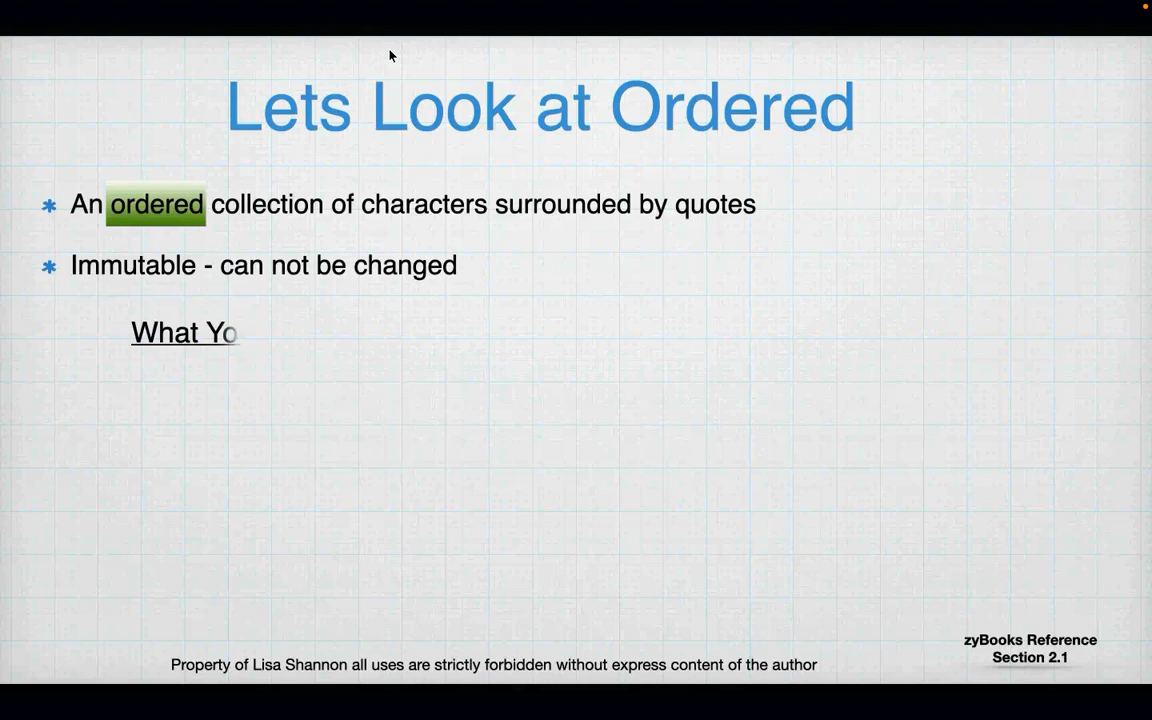 Lets Look at Ordered
* An ordered collection of characters surrounded by quotes
* Immutable - can not be changed
What Yo
zyBooks Reference
Section 2.1
Property of Lisa Shannon all uses are strictly forbidden without express content of the author